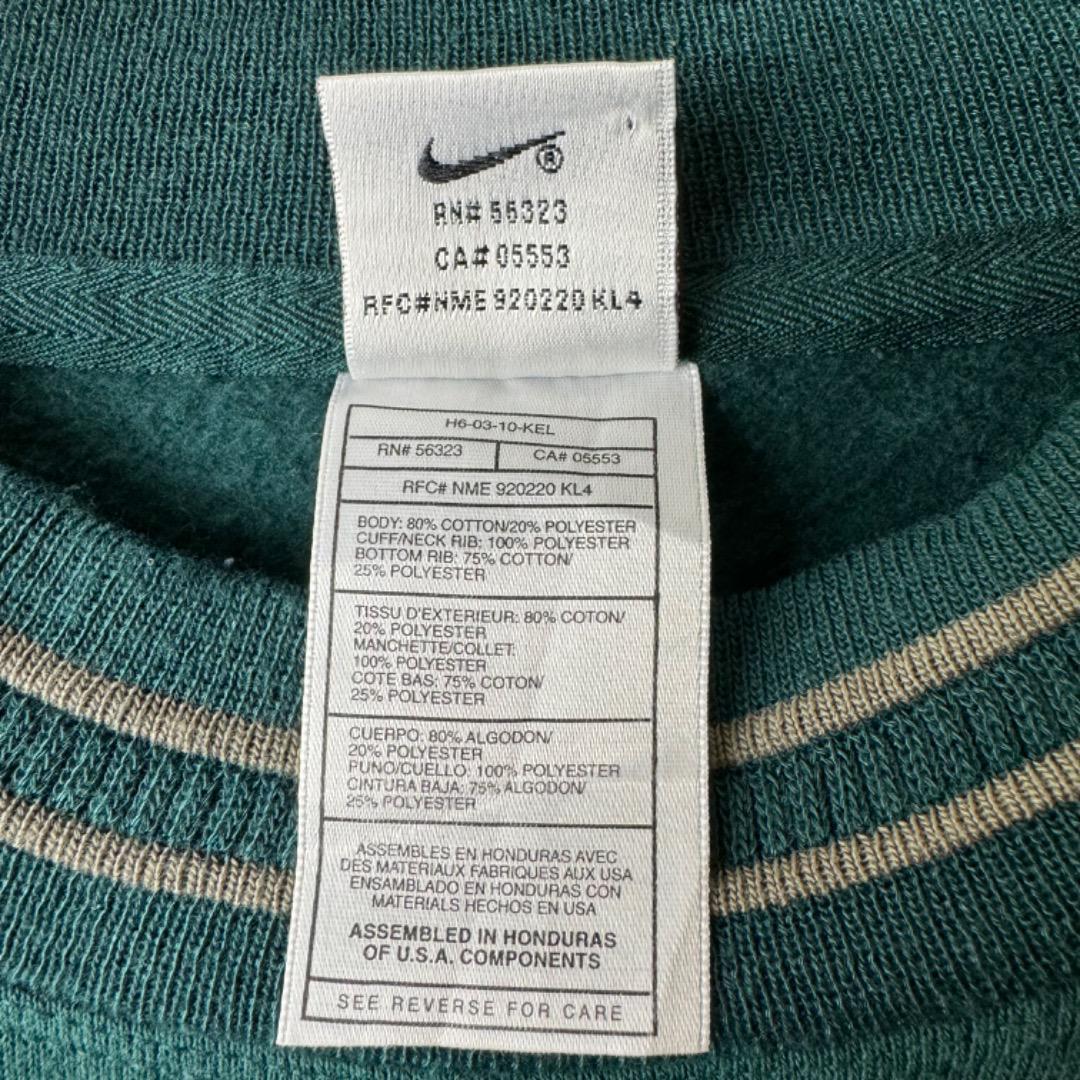 ®
RN# 56323
CA# 05553
RFC#NME 920220 KL4
H6-03-10-KEL
RN# 56323
CA# 05553
RFC# NME 920220 KL4
BODY: 80% COTTON/20% POLYESTER
CUFF/NECK RIB: 100% POLYESTER
BOTTOM RIB: 75% COTTON/
25% POLYESTER
TISSU D'EXTERIEUR: 80% COTON/
20% POLYESTER
MANCHETTE/COLLET:
100% POLYESTER
COTE BAS: 75% COTON/
25% POLYESTER
CUERPO: 80% ALGODON/
20% POLYESTER
PUNO/CUELLO: 100% POLYESTER
CINTURA BAJA: 75% ALGODON/
25% POLYESTER
ASSEMBLES EN HONDURAS AVEC
DES MATERIAUX FABRIQUES AUX USA
ENSAMBLADO EN HONDURAS CON
MATERIALS HECHOS EN USA
ASSEMBLED IN HONDURAS
OF U.S.A. COMPONENTS
SEE REVERSE FOR CARE